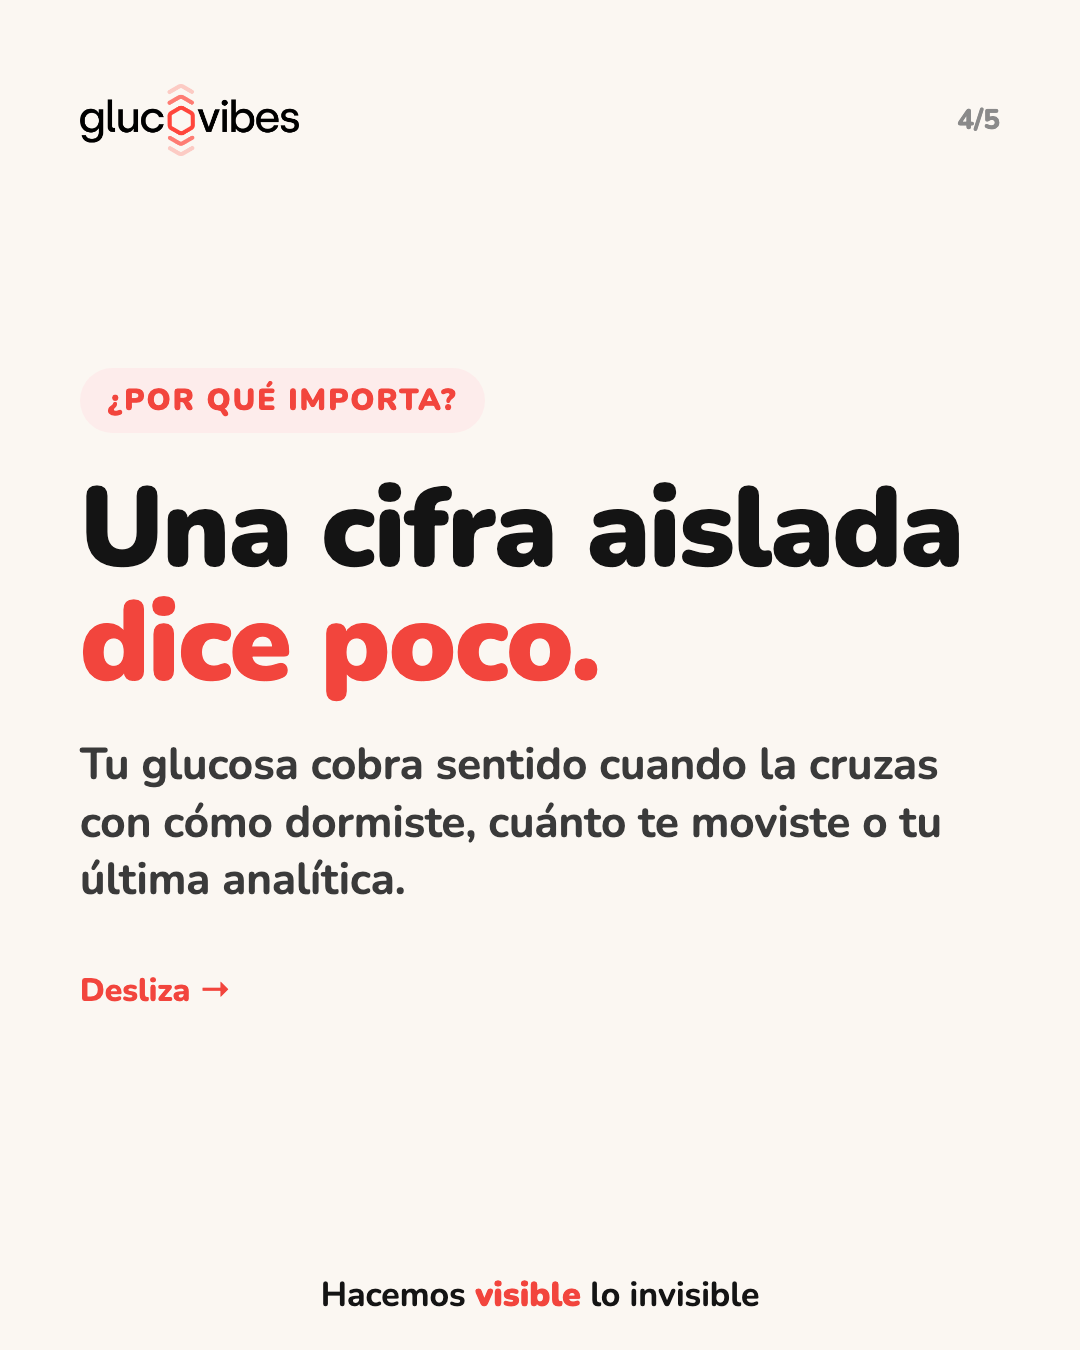 glucovibes
4/5
¿POR QUÉ IMPORTA?
Una cifra aislada
dice poco.
Tu glucosa cobra sentido cuando la cruzas
con cómo dormiste, cuánto te moviste o tu
última analítica.
Desliza →
Hacemos visible lo invisible